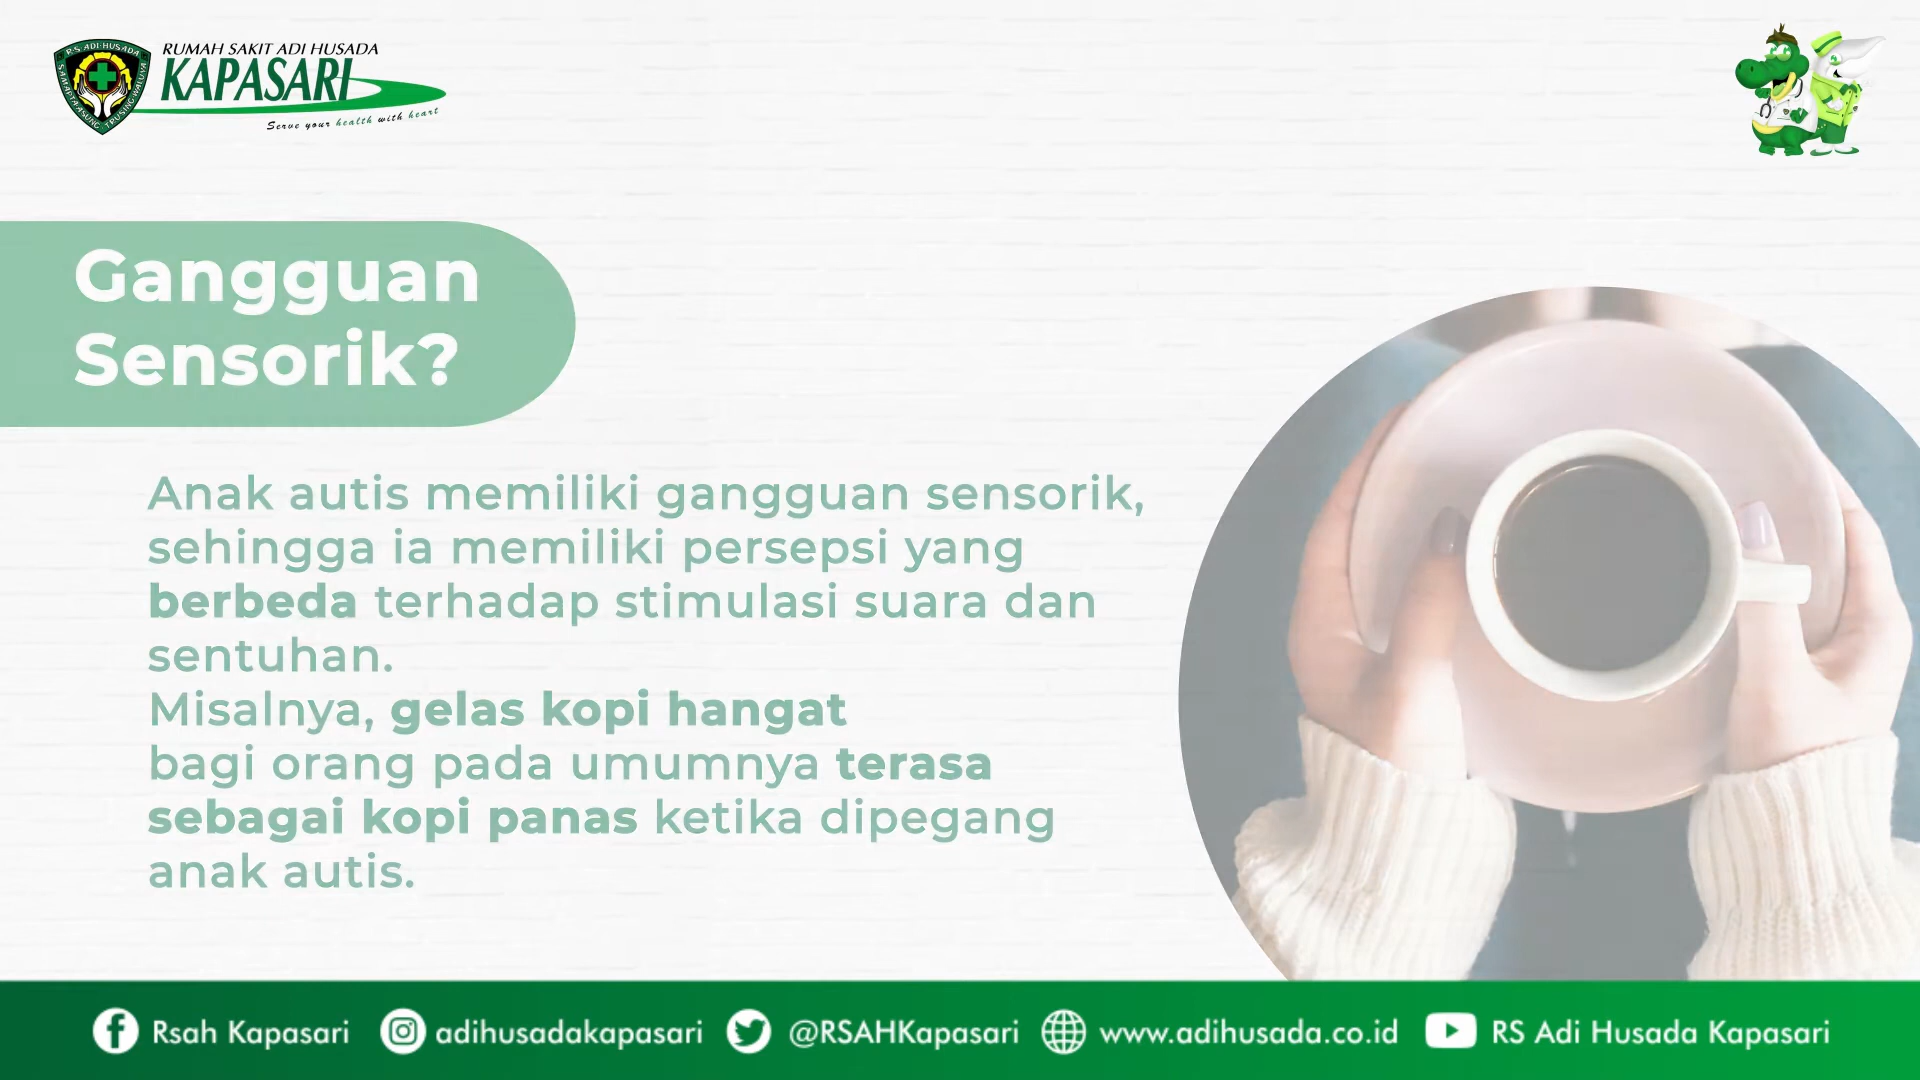 R.S. ADI HUSADA
RUMAH SAKIT ADI HUSADA
KAPASARI
Serve your health with heart
Gangguan
Sensorik?
Anak autis memiliki gangguan sensorik,
sehingga ia memiliki persepsi yang
berbeda terhadap stimulasi suara dan
sentuhan.
Misalnya, gelas kopi hangat
bagi orang pada umumnya terasa
sebagai kopi panas ketika dipegang
anak autis.
Rsah Kapasari
adihusadakapasari
@RSAHKapasari
www.adihusada.co.id
RS Adi Husada Kapasari